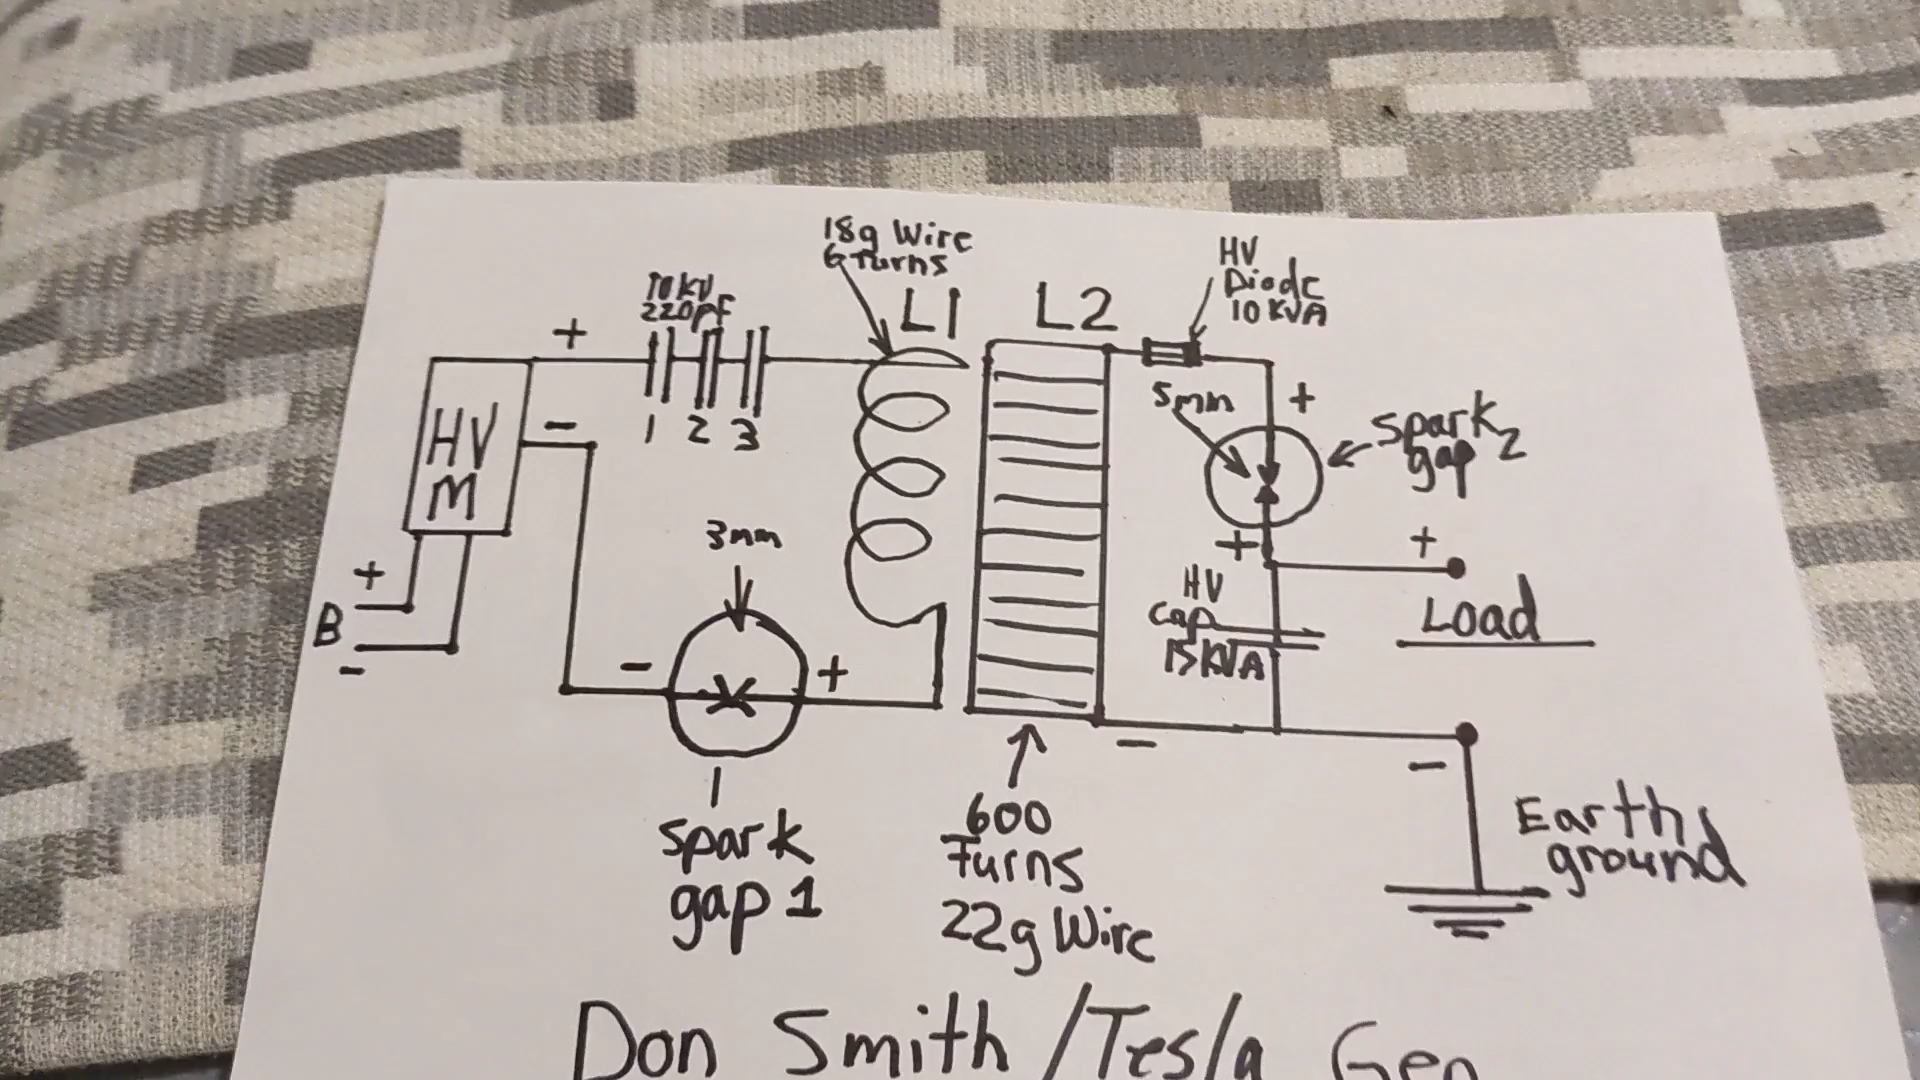 18g Wire
6 Turns
10 KV
220pf
L1
L2
HV
Diode
10 KVA
+
-
1 2 3
HV
M
5mm
+
Spark
gap 2
3mm
+
B
-
-
+
+
+
HV
Cap
15 KVA
Load
-
-
Earth
ground
Spark
gap 1
600
Turns
22g Wire
Don Smith / Tesla Gen